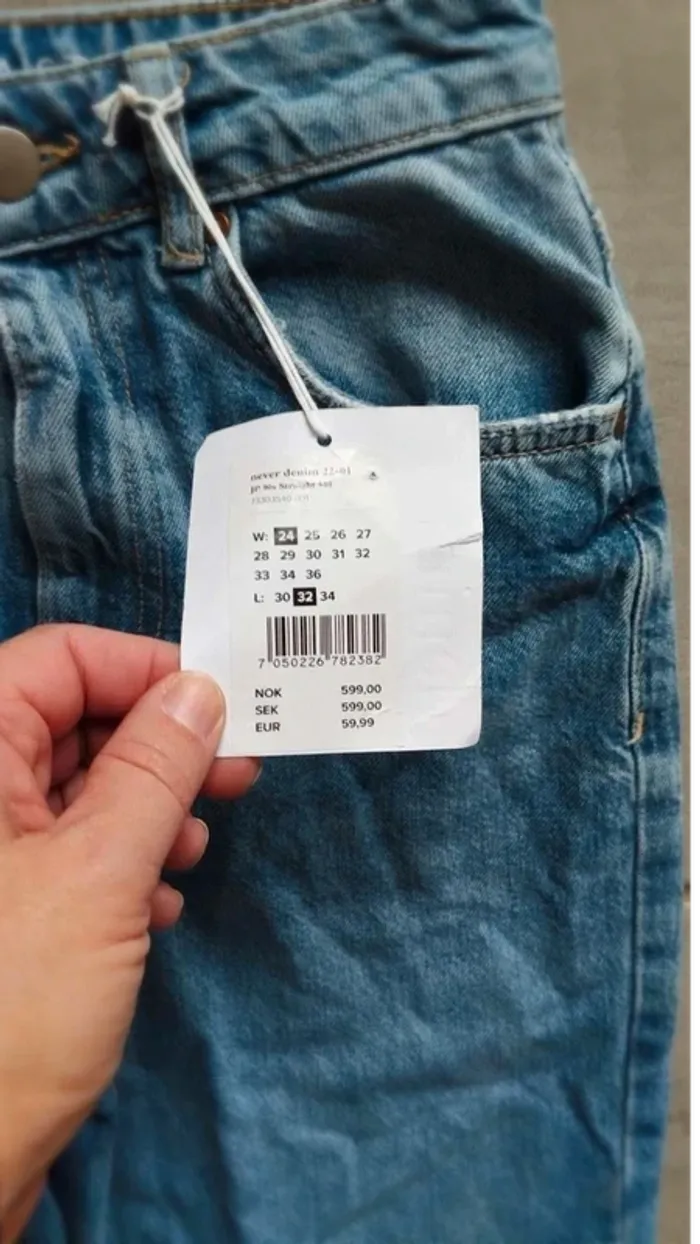 never denim 22-01
W: 24 25 26 27
28 29 30 31 32
33 34 36
L: 30 32 34
7 050226 782382
NOK 599,00
SEK 599,00
EUR 59,99